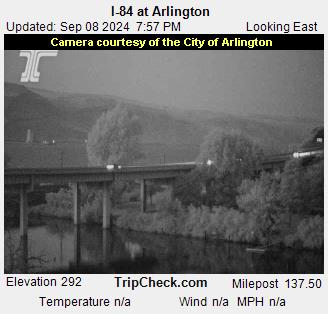 I-84 at Arlington
Updated: Sep 08 2024 7:57 PM Looking East
Camera courtesy of the City of Arlington
Elevation 292 TripCheck.com Milepost 137.50
Temperature n/a Wind n/a MPH n/a